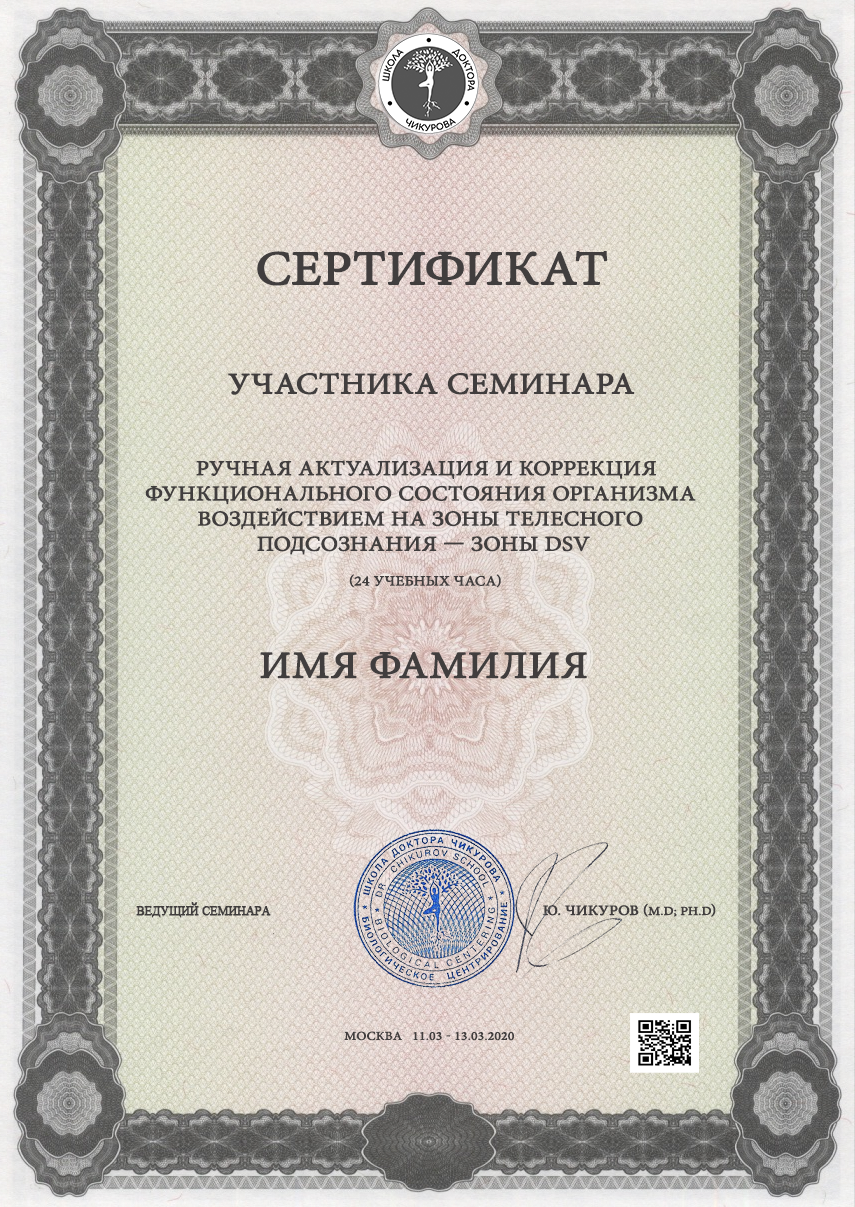 ШКОЛА ДОКТОРА ЧИКУРОВА
СЕРТИФИКАТ
УЧАСТНИКА СЕМИНАРА
РУЧНАЯ АКТУАЛИЗАЦИЯ И КОРРЕКЦИЯ
ФУНКЦИОНАЛЬНОГО СОСТОЯНИЯ ОРГАНИЗМА
ВОЗДЕЙСТВИЕМ НА ЗОНЫ ТЕЛЕСНОГО
ПОДСОЗНАНИЯ — ЗОНЫ DSV
(24 УЧЕБНЫХ ЧАСА)
ИМЯ ФАМИЛИЯ
ШКОЛА ДОКТОРА ЧИКУРОВА
БИОЛОГИЧЕСКОЕ ЦЕНТРИРОВАНИЕ
DR. CHIKUROV SCHOOL
BIOLOGICAL CENTERING
ВЕДУЩИЙ СЕМИНАРА
Ю. ЧИКУРОВ (M.D; PH.D)
МОСКВА 11.03 - 13.03.2020